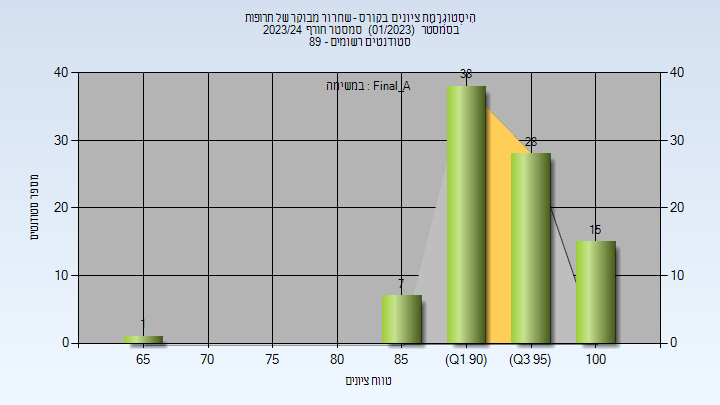 היסטוגרמת ציונים בקורס - שחרור מבוקר של תרופות
בסמסטר (01/2023) סמסטר חורף 2023/24
סטודנטים רשומים - 89
במשימה : Final_A
מספר סטודנטים
40 40
30 30
20 20
10 10
0 0
1 7 38 28 15
65 70 75 80 85 (Q1 90) (Q3 95) 100
טווח ציונים